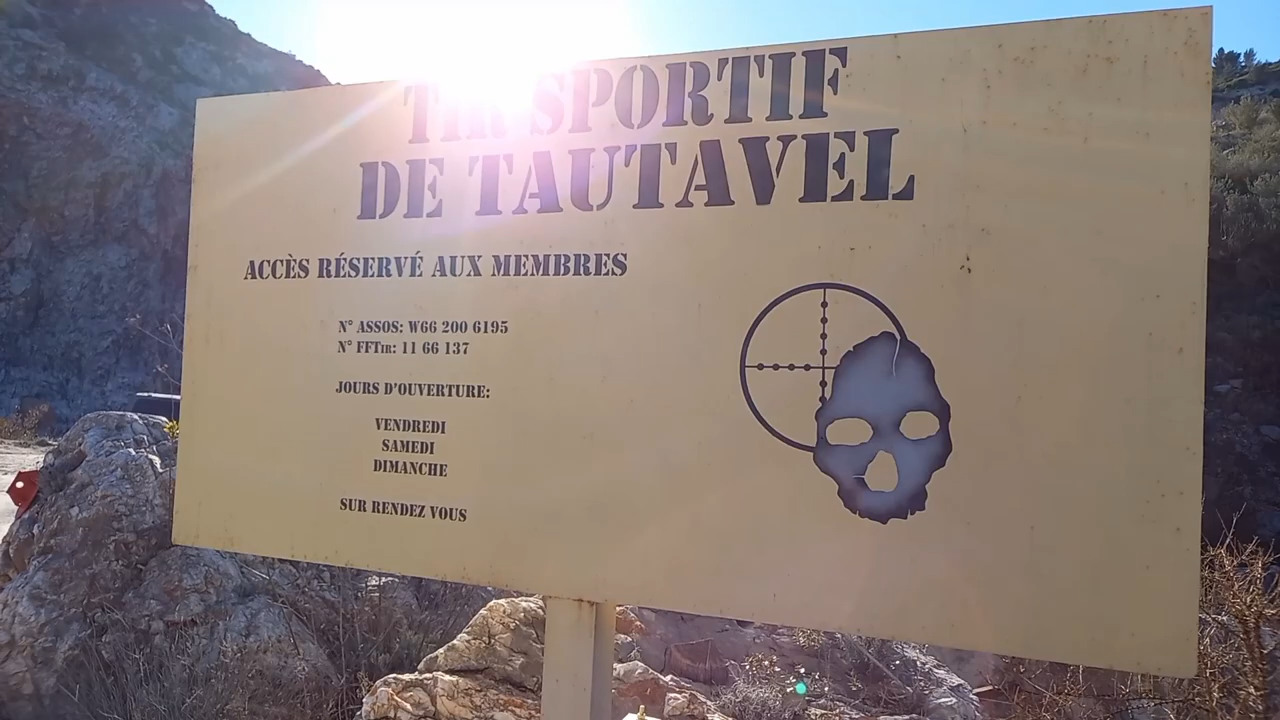 TIR SPORTIF
DE TAUTAVEL
ACCÈS RÉSERVÉ AUX MEMBRES
N° ASSOS: W66 200 6195
N° FFTIR: 11 66 137
JOURS D'OUVERTURE:
VENDREDI
SAMEDI
DIMANCHE
SUR RENDEZ VOUS